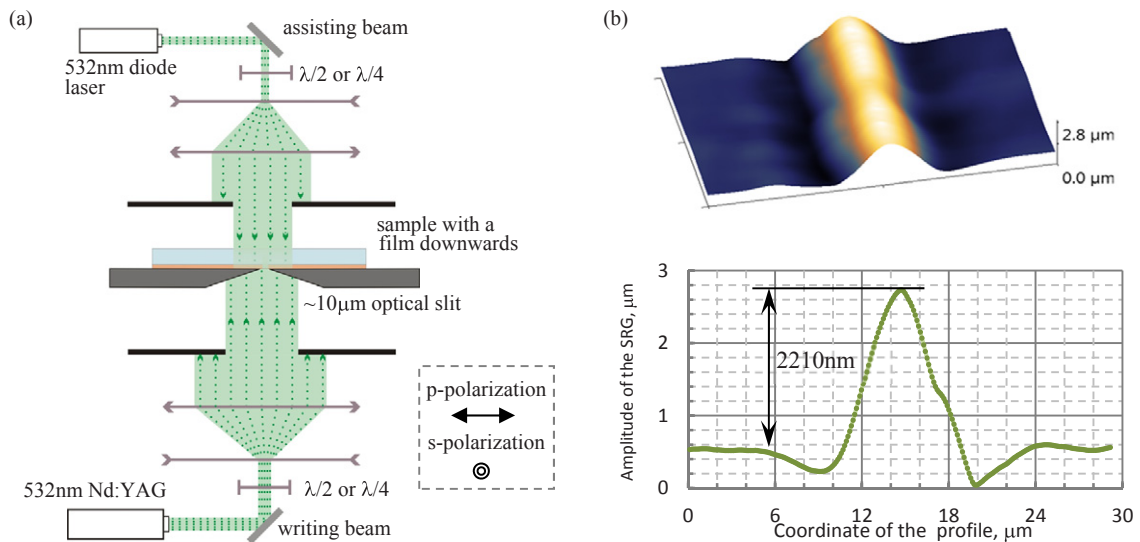 (a)
assisting beam
532nm diode
laser
λ/2 or λ/4
sample with a
film downwards
~10μm optical slit
p-polarization
s-polarization
532nm Nd:YAG
λ/2 or λ/4
writing beam
(b)
2.8 μm
0.0 μm
Amplitude of the SRG, μm
3
2
1
0
2210nm
0
6
12
18
24
30
Coordinate of the profile, μm